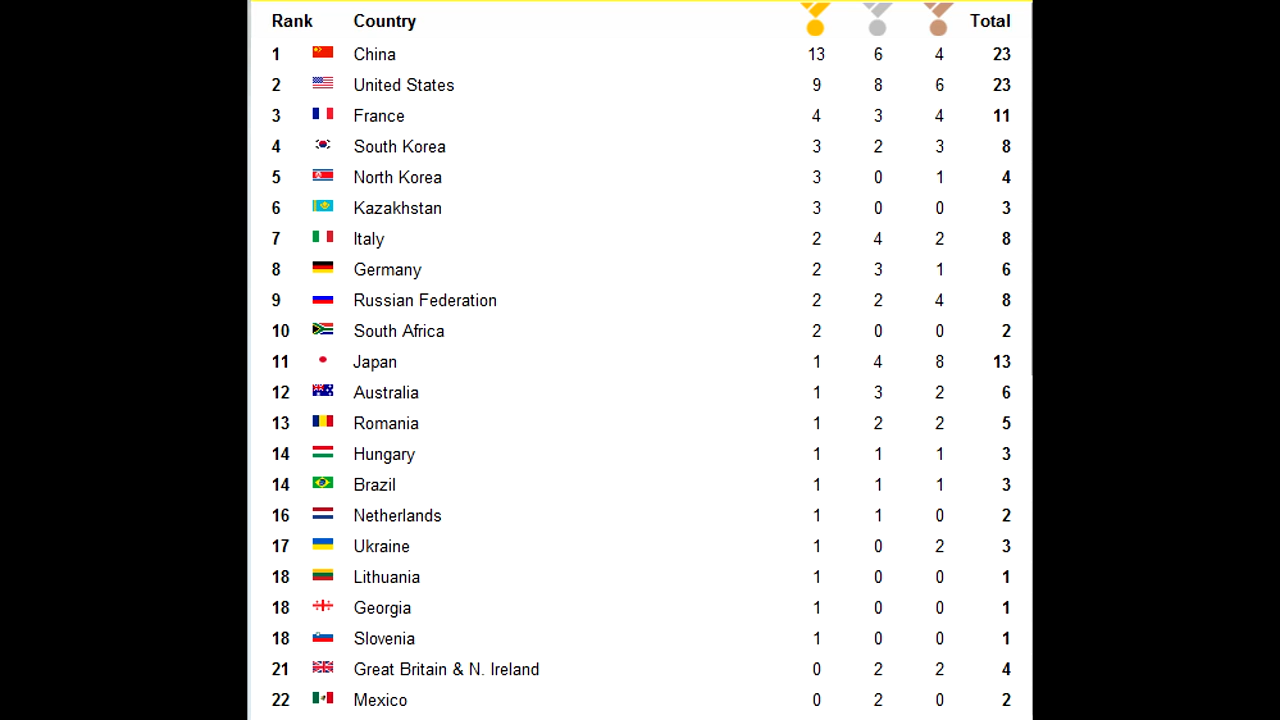 Rank Country Total
1 China 13 6 4 23
2 United States 9 8 6 23
3 France 4 3 4 11
4 South Korea 3 2 3 8
5 North Korea 3 0 1 4
6 Kazakhstan 3 0 0 3
7 Italy 2 4 2 8
8 Germany 2 3 1 6
9 Russian Federation 2 2 4 8
10 South Africa 2 0 0 2
11 Japan 1 4 8 13
12 Australia 1 3 2 6
13 Romania 1 2 2 5
14 Hungary 1 1 1 3
14 Brazil 1 1 1 3
16 Netherlands 1 1 0 2
17 Ukraine 1 0 2 3
18 Lithuania 1 0 0 1
18 Georgia 1 0 0 1
18 Slovenia 1 0 0 1
21 Great Britain & N. Ireland 0 2 2 4
22 Mexico 0 2 0 2